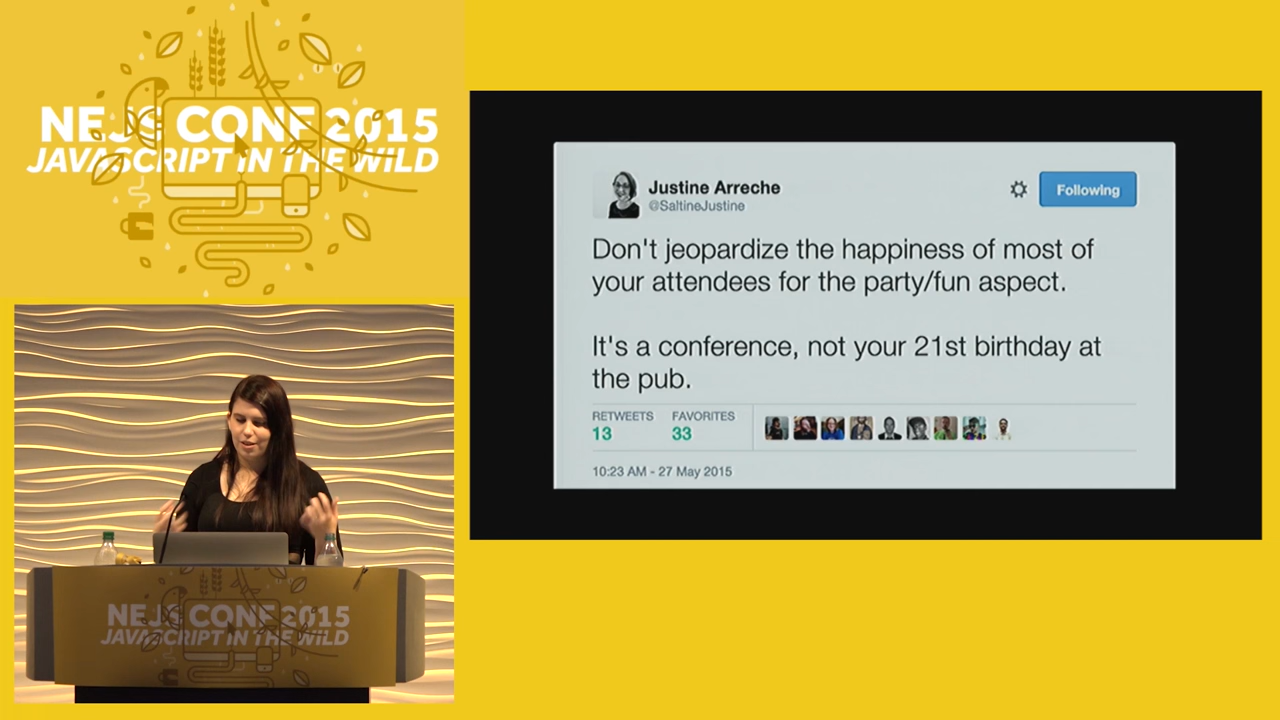 NEJS CONF 2015
JAVASCRIPT IN THE WILD
Justine Arreche
@SaltineJustine
Following
Don't jeopardize the happiness of most of
your attendees for the party/fun aspect.
It's a conference, not your 21st birthday at
the pub.
RETWEETS FAVORITES
13 33
10:23 AM - 27 May 2015
NEJS CONF 2015
JAVASCRIPT IN THE WILD